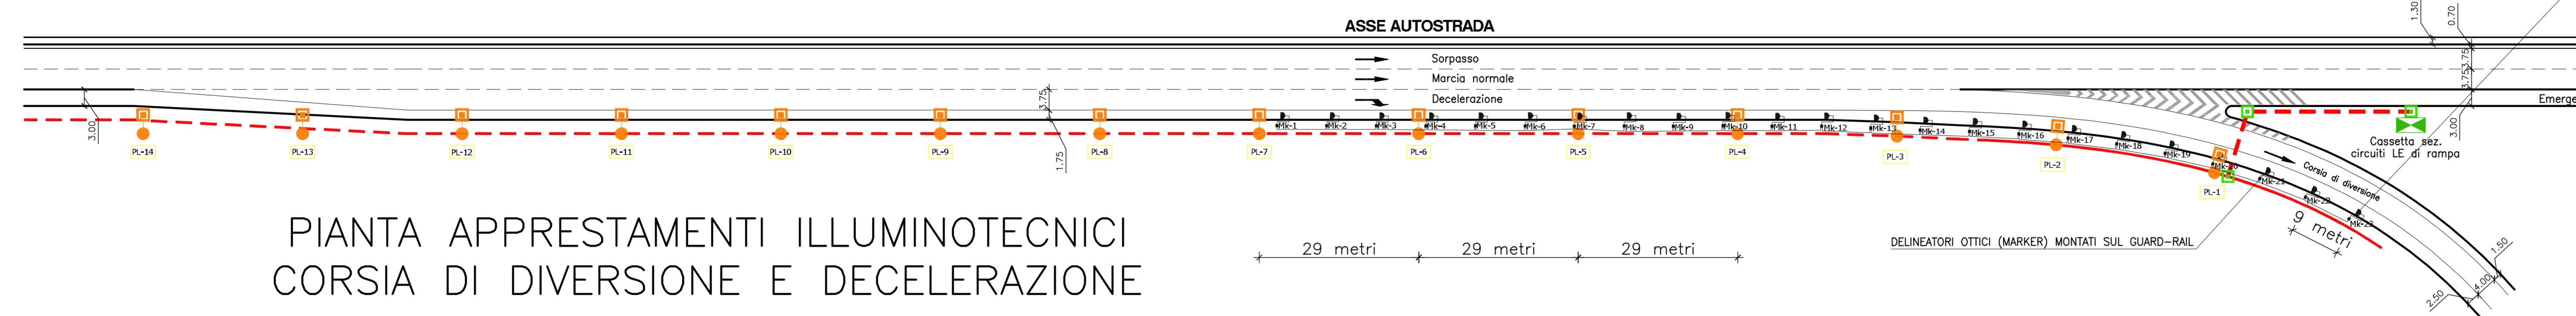 ASSE AUTOSTRADA
1.30
0.70
Sorpasso
Marcia normale
Decelerazione
3.75
3.75
3.75
3.00
1.75
Emerge
3.00
Cassetta sez.
circuiti LE di rampa
Corsia di diversione
PL-14
PL-13
PL-12
PL-11
PL-10
PL-9
PL-8
PL-7
PL-6
PL-5
PL-4
PL-3
PL-2
PL-1
Mk-1
Mk-2
Mk-3
Mk-4
Mk-5
Mk-6
Mk-7
Mk-8
Mk-9
Mk-10
Mk-11
Mk-12
Mk-13
Mk-14
Mk-15
Mk-16
Mk-17
Mk-18
Mk-19
Mk-20
Mk-21
Mk-22
Mk-23
PIANTA APPRESTAMENTI ILLUMINOTECNICI
CORSIA DI DIVERSIONE E DECELERAZIONE
29 metri
29 metri
29 metri
DELINEATORI OTTICI (MARKER) MONTATI SUL GUARD-RAIL
9 metri
1.50
4.00
2.50